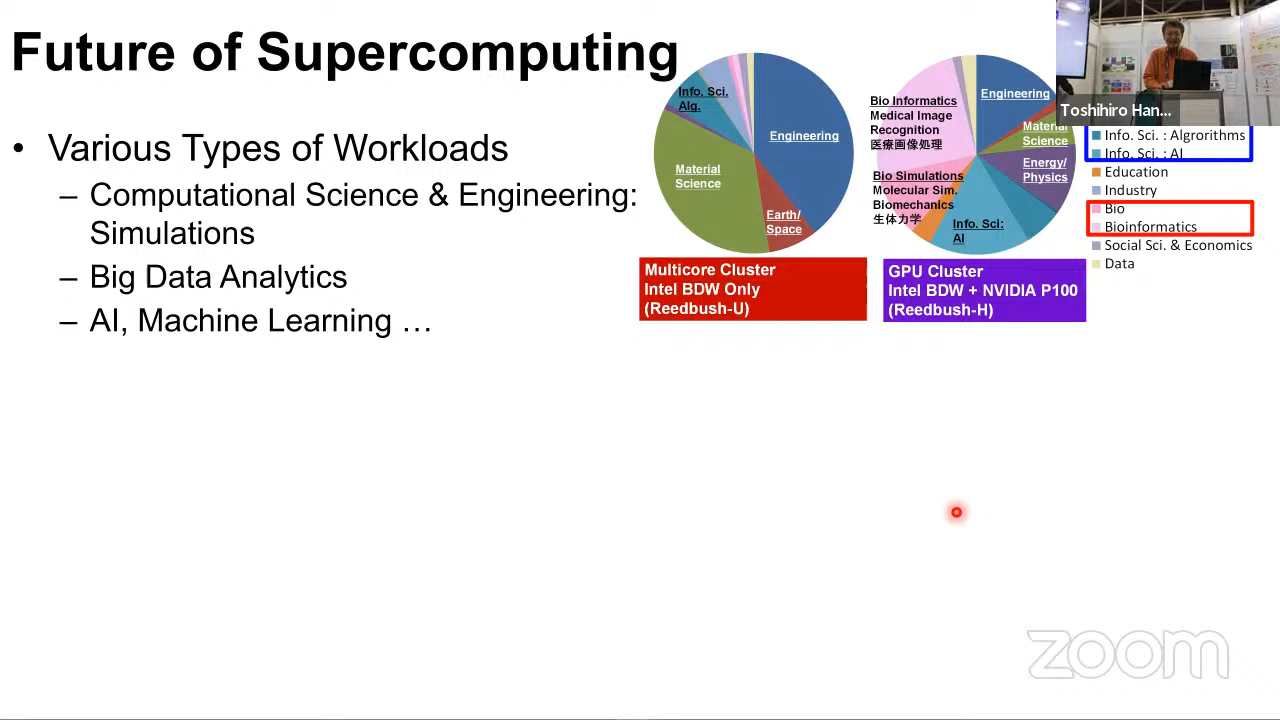 Future of Supercomputing
• Various Types of Workloads
– Computational Science & Engineering:
Simulations
– Big Data Analytics
– AI, Machine Learning …
Info. Sci.
Alg.
Engineering
Material
Science
Earth/
Space
Multicore Cluster
Intel BDW Only
(Reedbush-U)
Bio Informatics
Medical Image
Recognition
医療画像処理
Bio Simulations
Molecular Sim.
Biomechanics
生体力学
Engineering
Material
Science
Energy/
Physics
Info. Sci:
AI
GPU Cluster
Intel BDW + NVIDIA P100
(Reedbush-H)
Toshihiro Han...
Info. Sci. : Algrorithms
Info. Sci. : AI
Education
Industry
Bio
Bioinformatics
Social Sci. & Economics
Data
zoom